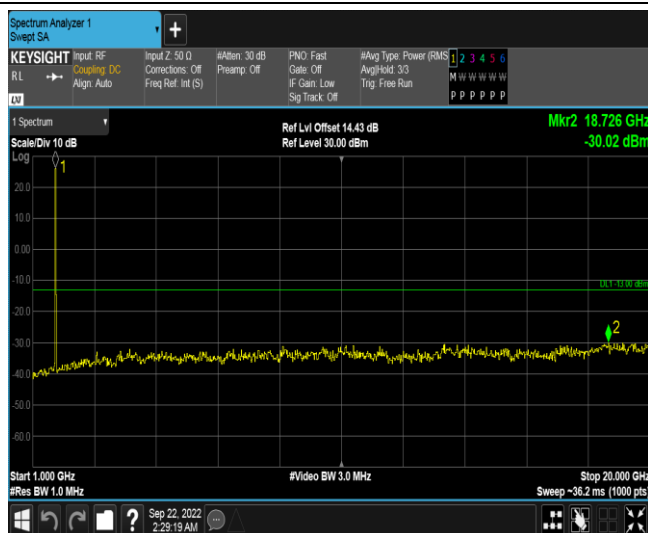 Spectrum Analyzer 1
Swept SA
+
KEYSIGHT
RL
LXI
Input: RF
Coupling: DC
Align: Auto
Input Z: 50 Ω
Corrections: Off
Freq Ref: Int (S)
#Atten: 30 dB
Preamp: Off
PNO: Fast
Gate: Off
IF Gain: Low
Sig Track: Off
#Avg Type: Power (RMS
Avg|Hold: 3/3
Trig: Free Run
1 2 3 4 5 6
M W W W W W
P P P P P P
1 Spectrum
Scale/Div 10 dB
Ref Lvl Offset 14.43 dB
Ref Level 30.00 dBm
Mkr2 18.726 GHz
-30.02 dBm
Log
1
20.0
10.0
0.00
-10.0
DL1 -13.00 dBm
-20.0
2
-30.0
-40.0
-50.0
-60.0
Start 1.000 GHz
#Res BW 1.0 MHz
#Video BW 3.0 MHz
Stop 20.000 GHz
Sweep ~36.2 ms (1000 pts)
?
Sep 22, 2022
2:29:19 AM